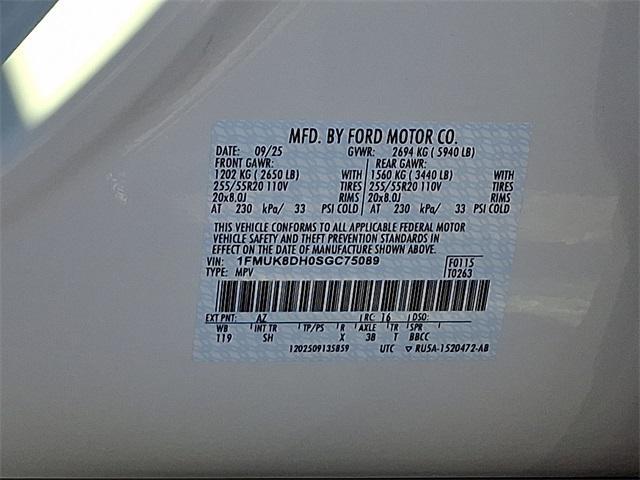 MFD. BY FORD MOTOR CO.
DATE: 09/25 GVWR: 2694 KG ( 5940 LB)
FRONT GAWR: REAR GAWR:
1202 KG ( 2650 LB) WITH 1560 KG ( 3440 LB) WITH
255/55R20 110V TIRES 255/55R20 110V TIRES
20x8.0J RIMS 20x8.0J RIMS
AT 230 kPa/ 33 PSI COLD AT 230 kPa/ 33 PSI COLD
THIS VEHICLE CONFORMS TO ALL APPLICABLE FEDERAL MOTOR
VEHICLE SAFETY AND THEFT PREVENTION STANDARDS IN
EFFECT ON THE DATE OF MANUFACTURE SHOWN ABOVE.
VIN: 1FMUK8DH0SGC75089 F0115
TYPE: MPV T0263
EXT PNT: AZ RC: 16 DSO:
WB INT TR TP/PS R AXLE TR SPR
119 SH X 3B T BBCC
1202509135859 UTC ▽ RU5A-1520472-AB